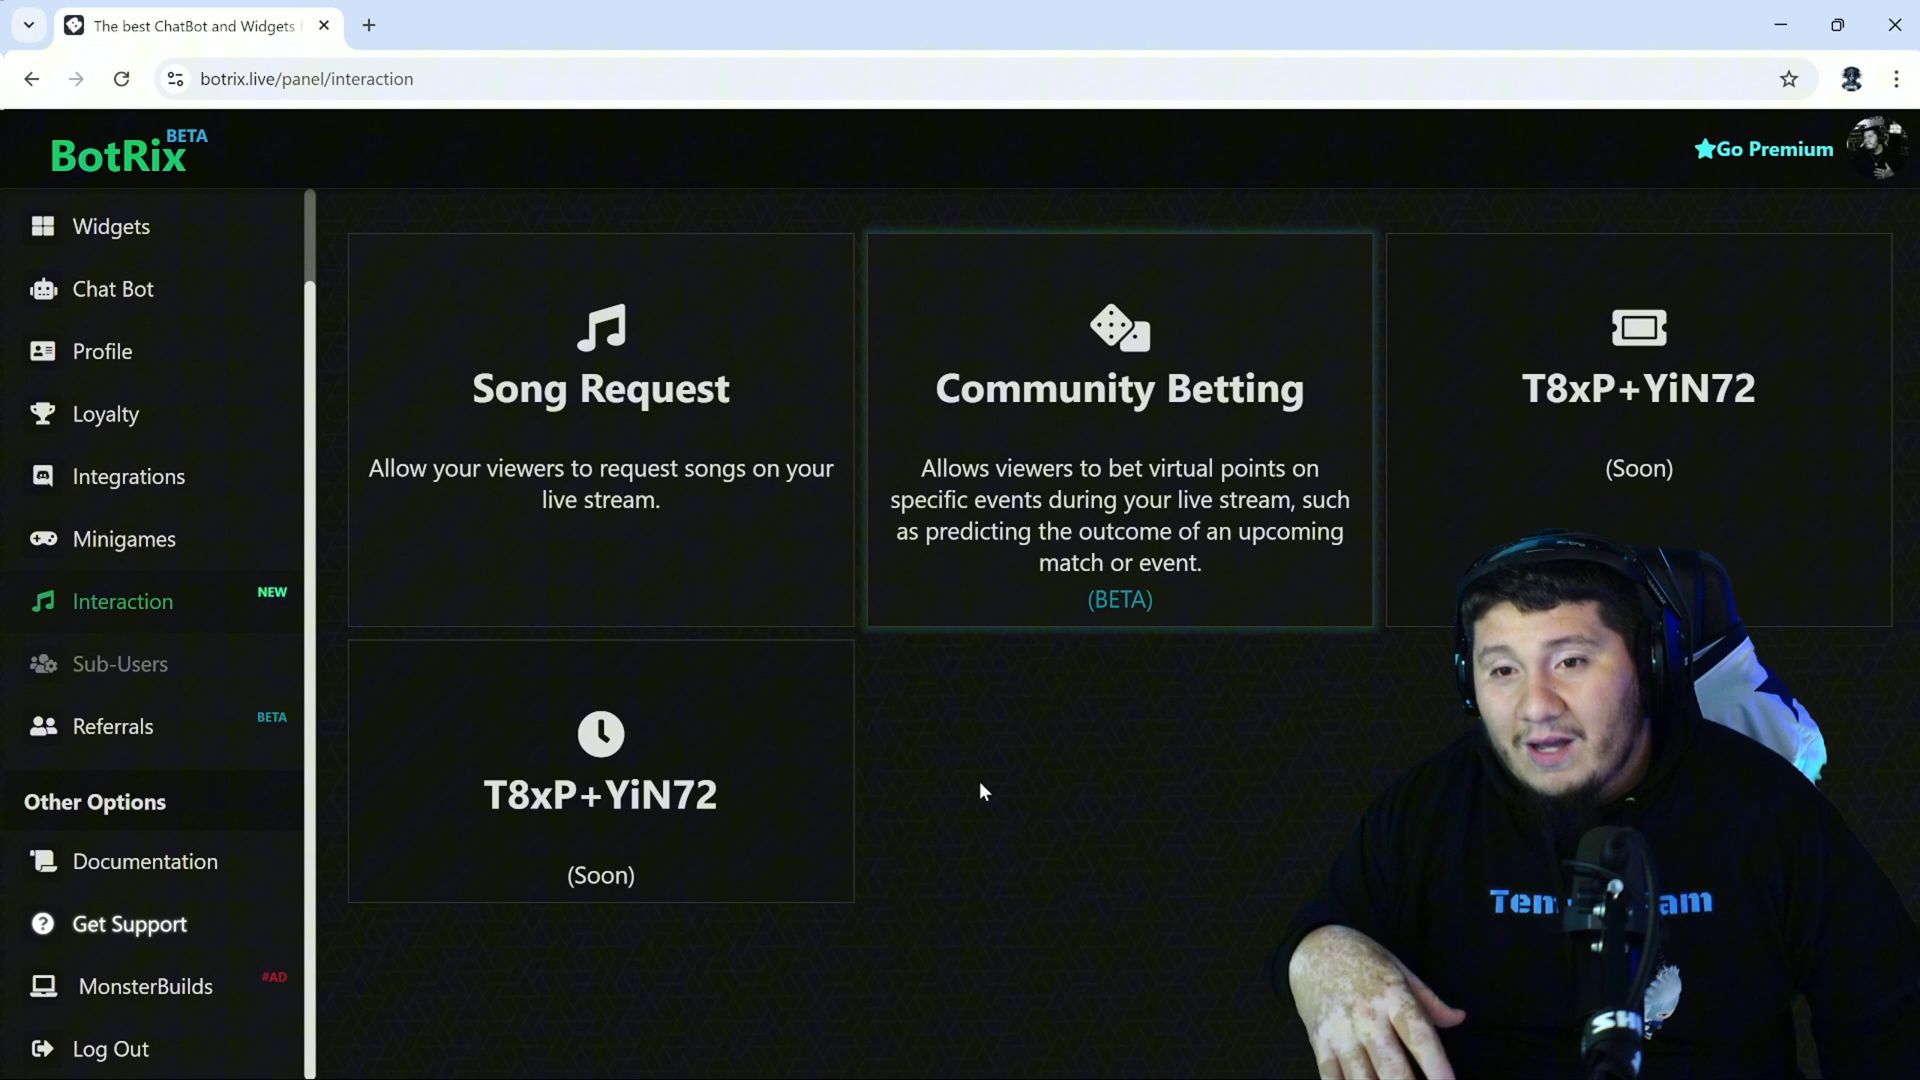 The best ChatBot and Widgets
botrix.live/panel/interaction
BotRix BETA
Go Premium
Widgets
Chat Bot
Profile
Loyalty
Integrations
Minigames
Interaction NEW
Sub-Users
Referrals BETA
Other Options
Documentation
Get Support
MonsterBuilds #AD
Log Out
Song Request
Allow your viewers to request songs on your
live stream.
Community Betting
Allows viewers to bet virtual points on
specific events during your live stream, such
as predicting the outcome of an upcoming
match or event.
(BETA)
T8xP+YiN72
(Soon)
T8xP+YiN72
(Soon)